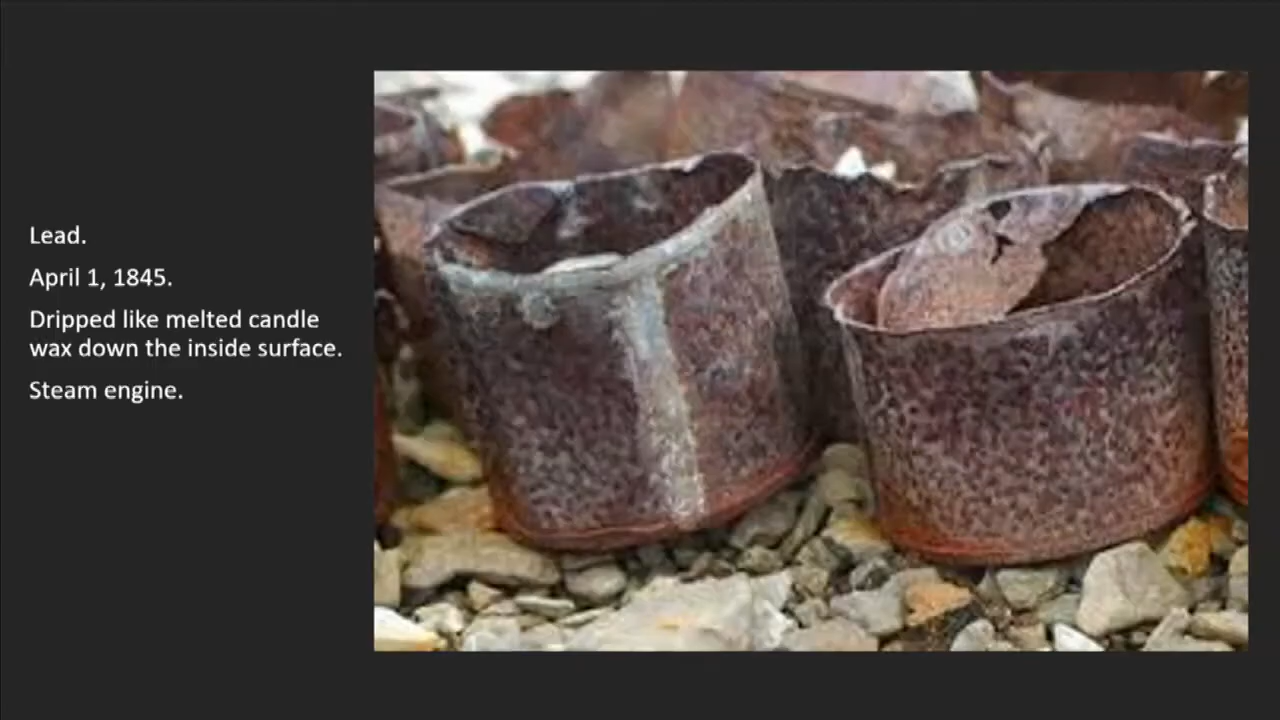 Lead.
April 1, 1845.
Dripped like melted candle
wax down the inside surface.
Steam engine.